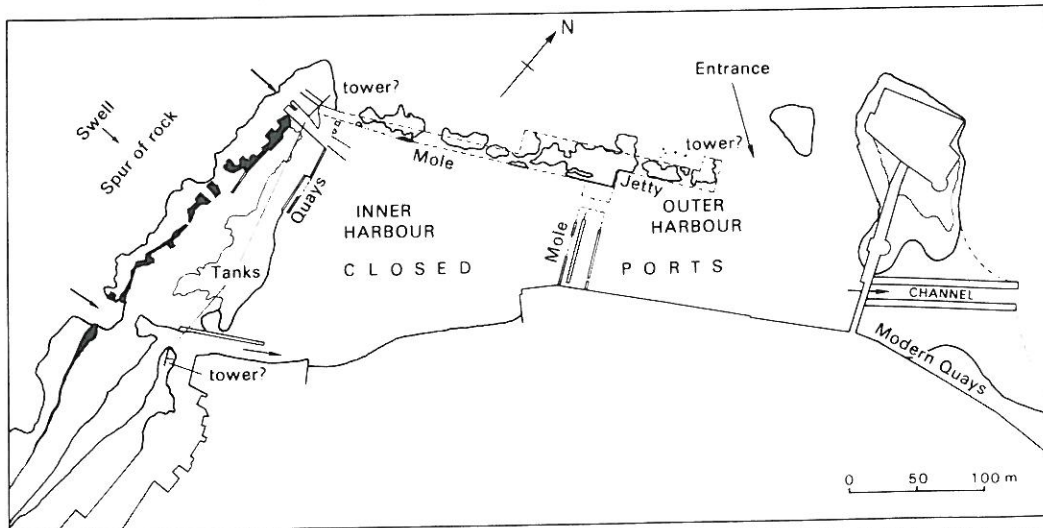 N
tower?
Entrance
Swell
Spur of rock
Mole
tower?
Jetty
Quays
INNER
HARBOUR
OUTER
HARBOUR
Mole
Tanks
CLOSED PORTS
CHANNEL
Modern Quays
tower?
0 50 100 m